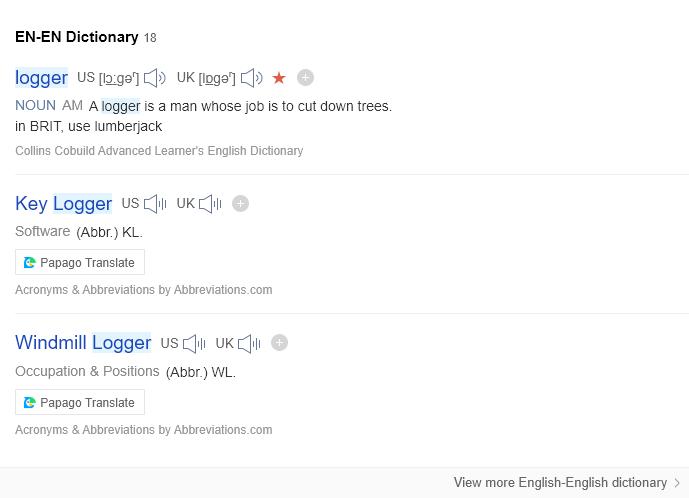 EN-EN Dictionary 18
logger US [lɔːgəʳ] UK [lɒgəʳ]
NOUN AM A logger is a man whose job is to cut down trees.
in BRIT, use lumberjack
Collins Cobuild Advanced Learner's English Dictionary
Key Logger US UK
Software (Abbr.) KL.
Papago Translate
Acronyms & Abbreviations by Abbreviations.com
Windmill Logger US UK
Occupation & Positions (Abbr.) WL.
Papago Translate
Acronyms & Abbreviations by Abbreviations.com
View more English-English dictionary